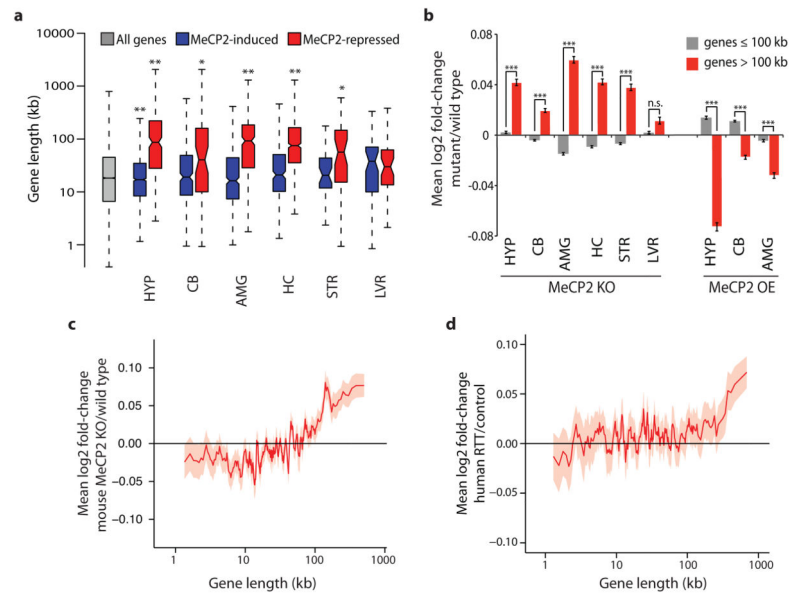 a
All genes
MeCP2-induced
MeCP2-repressed
Gene length (kb)
10000
1000
100
10
1
**
**
*
**
**
*
HYP
CB
AMG
HC
STR
LVR
b
genes ≤ 100 kb
genes > 100 kb
Mean log2 fold-change
mutant/wild type
0.08
0.04
0
-0.04
-0.08
***
***
***
***
***
n.s.
***
***
***
HYP
CB
AMG
HC
STR
LVR
HYP
CB
AMG
MeCP2 KO
MeCP2 OE
c
Mean log2 fold-change
mouse MeCP2 KO/wild type
0.10
0.05
0.00
−0.05
−0.10
1
10
100
1000
Gene length (kb)
d
Mean log2 fold-change
human RTT/control
0.10
0.05
0.00
−0.05
−0.10
1
10
100
1000
Gene length (kb)